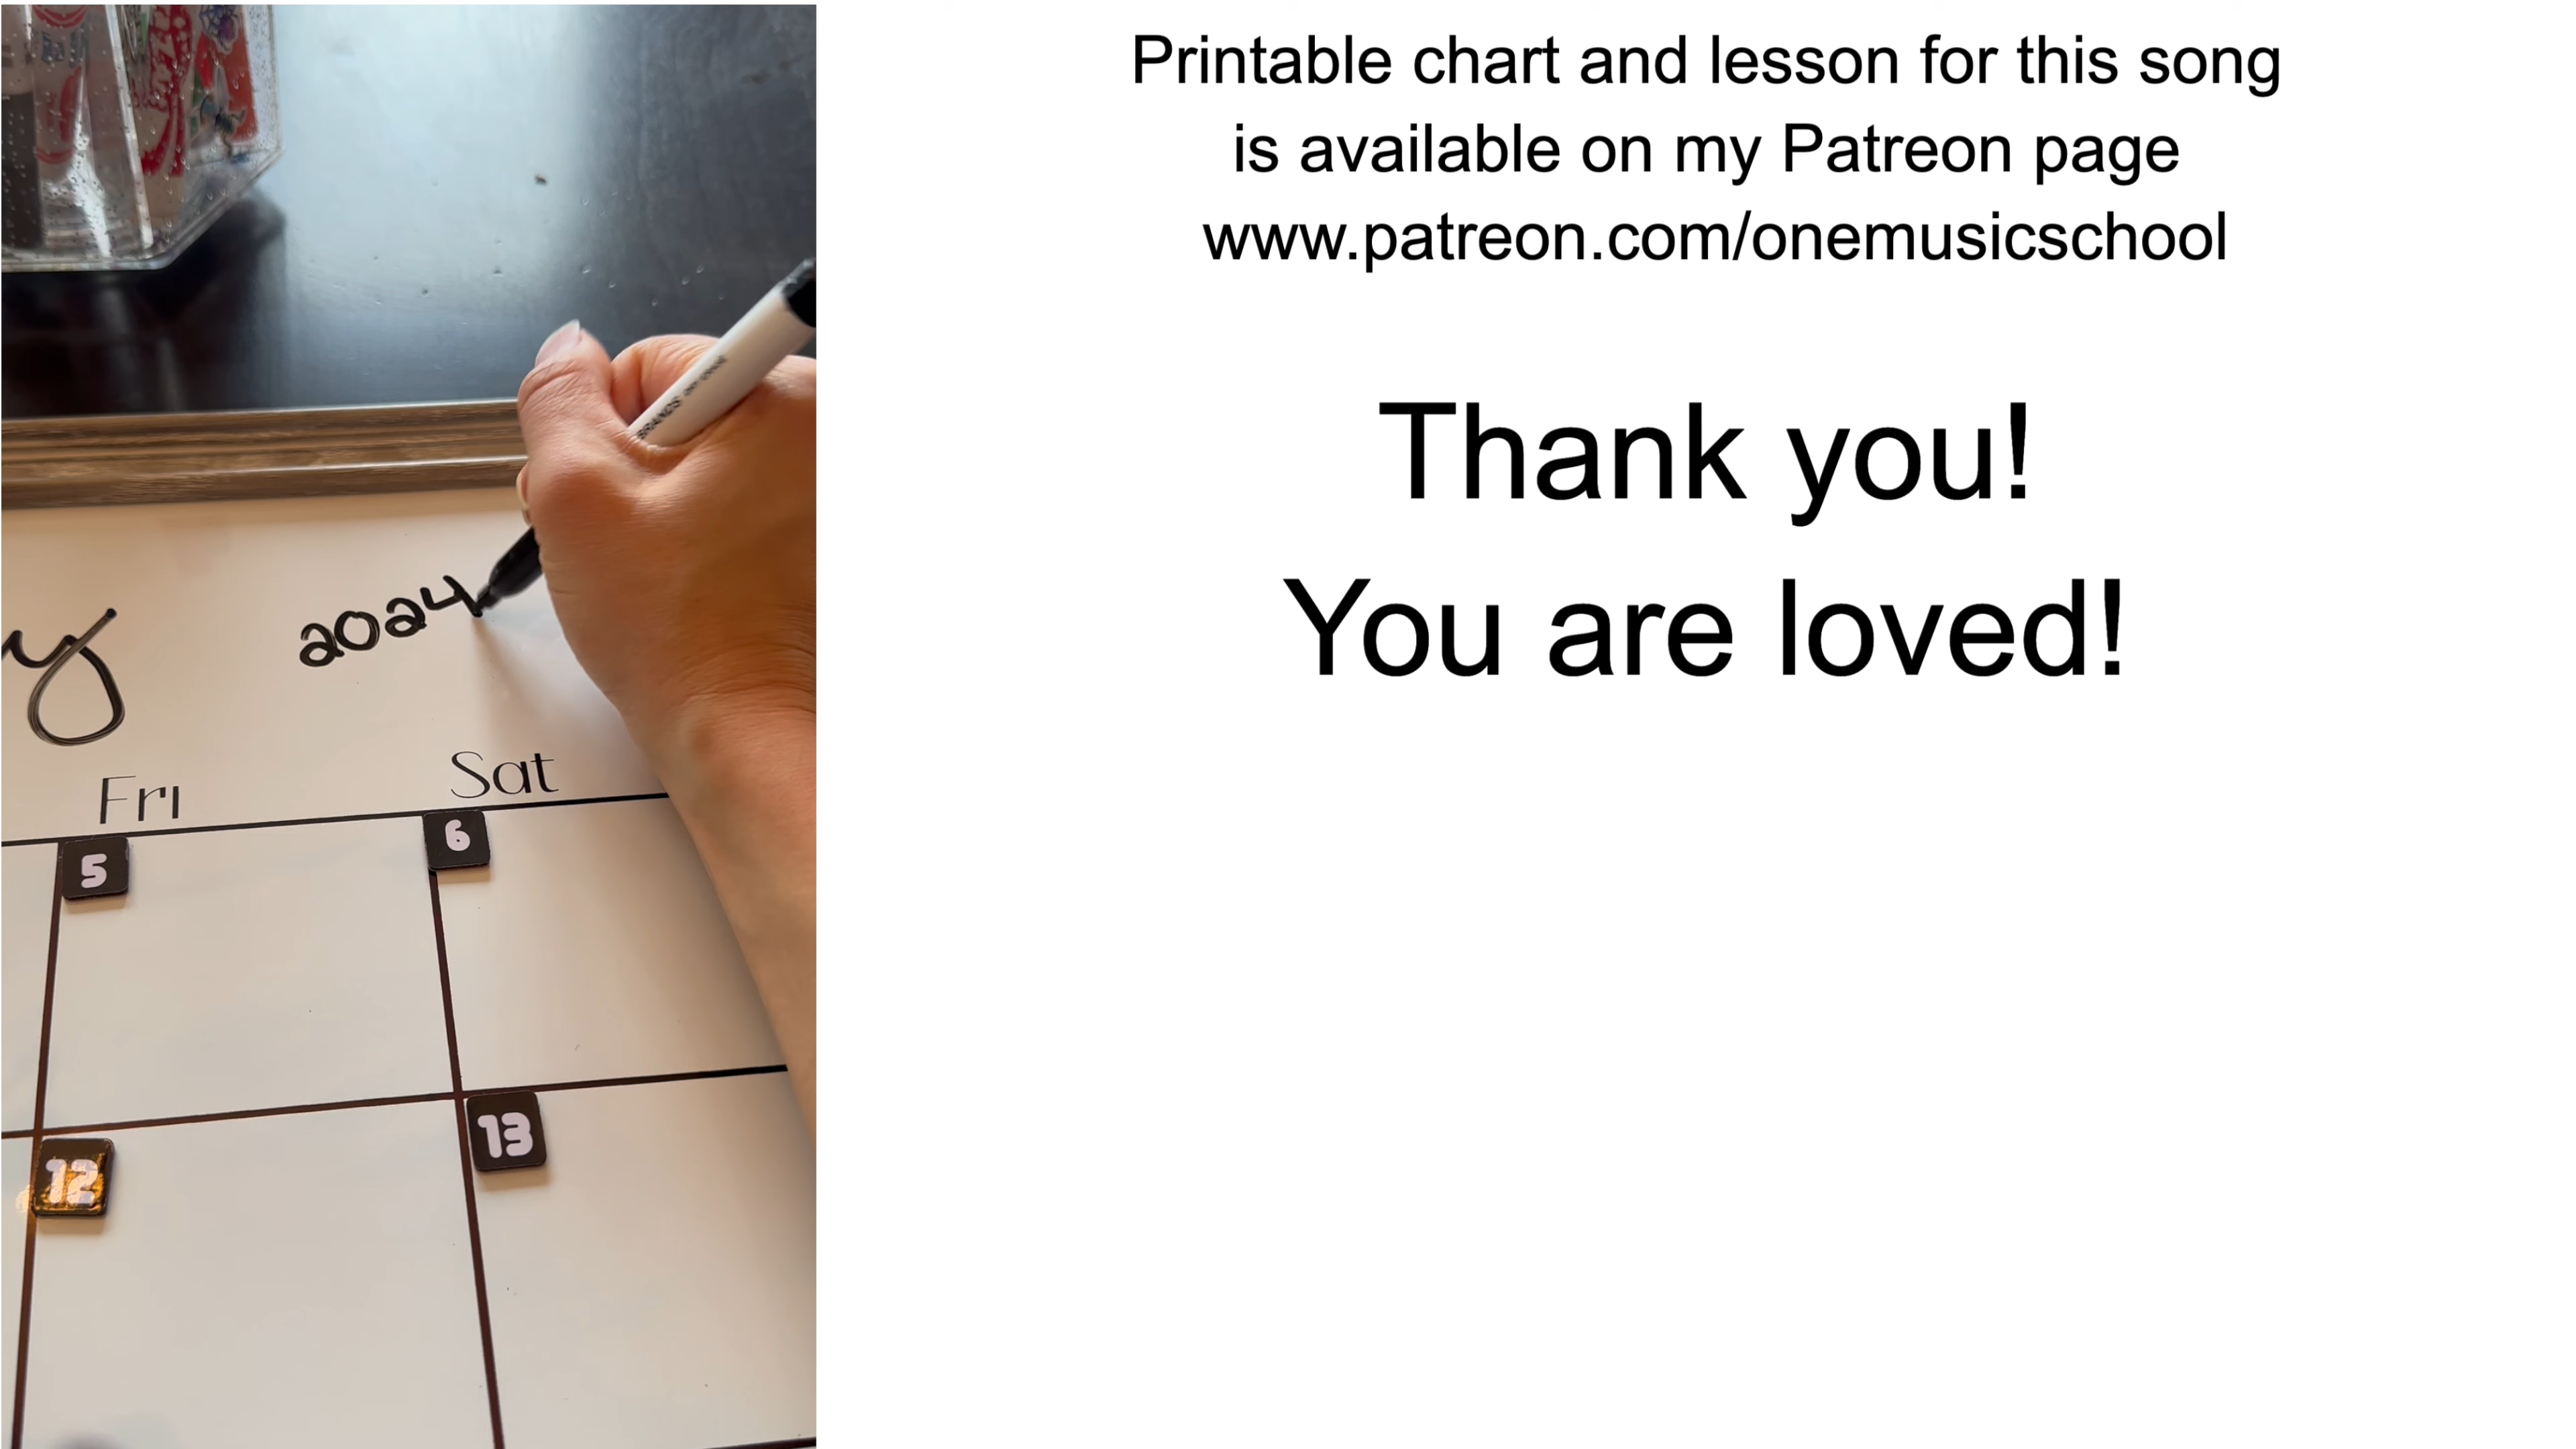 Printable chart and lesson for this song
is available on my Patreon page
www.patreon.com/onemusicschool
Thank you!
You are loved!
y 2024
Fri Sat
5 6
12 13